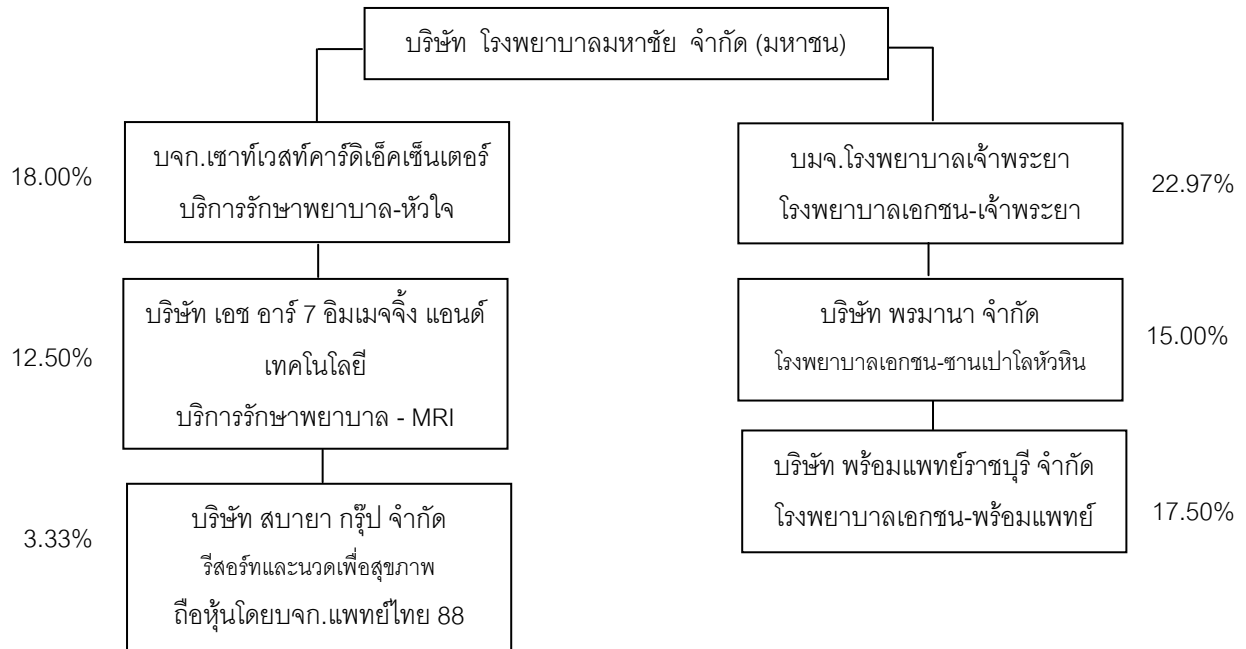 บริษัท โรงพยาบาลมหาชัย จำกัด (มหาชน)
18.00%
บจก.เซาท์เวสท์คาร์ดิเอ็คเซ็นเตอร์
บริการรักษาพยาบาล-หัวใจ
12.50%
บริษัท เอช อาร์ 7 อิมเมจจิ้ง แอนด์
เทคโนโลยี
บริการรักษาพยาบาล - MRI
3.33%
บริษัท สบายา กรุ๊ป จำกัด
รีสอร์ทและนวดเพื่อสุขภาพ
ถือหุ้นโดยบจก.แพทย์ไทย 88
บมจ.โรงพยาบาลเจ้าพระยา
โรงพยาบาลเอกชน-เจ้าพระยา
22.97%
บริษัท พรมานา จำกัด
โรงพยาบาลเอกชน-ซานเปาโลหัวหิน
15.00%
บริษัท พร้อมแพทย์ราชบุรี จำกัด
โรงพยาบาลเอกชน-พร้อมแพทย์
17.50%